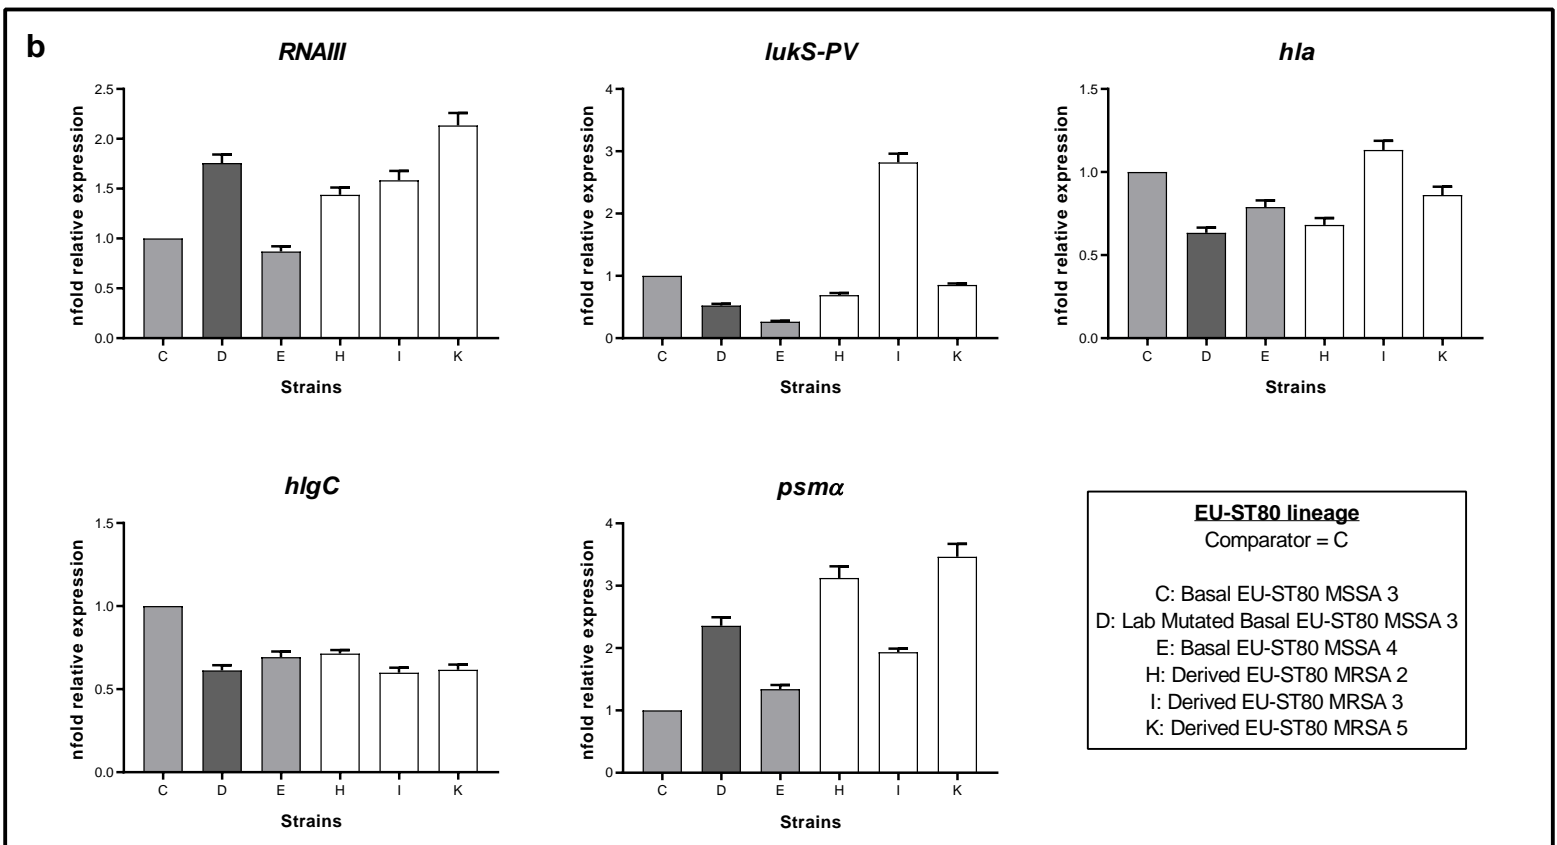 b
RNAIII
nfold relative expression
2.5
2.0
1.5
1.0
0.5
0.0
C D E H I K
Strains
lukS-PV
nfold relative expression
4
3
2
1
0
C D E H I K
Strains
hla
nfold relative expression
1.5
1.0
0.5
0.0
C D E H I K
Strains
hlgC
nfold relative expression
1.5
1.0
0.5
0.0
C D E H I K
Strains
psmα
nfold relative expression
4
3
2
1
0
C D E H I K
Strains
EU-ST80 lineage
Comparator = C
C: Basal EU-ST80 MSSA 3
D: Lab Mutated Basal EU-ST80 MSSA 3
E: Basal EU-ST80 MSSA 4
H: Derived EU-ST80 MRSA 2
I: Derived EU-ST80 MRSA 3
K: Derived EU-ST80 MRSA 5